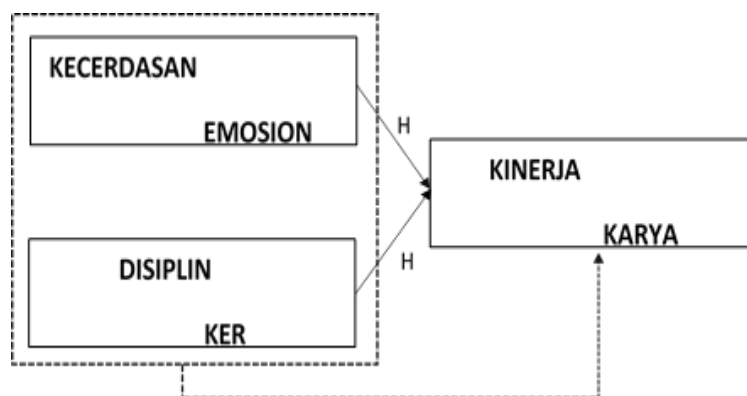 KECERDASAN
EMOSION
H
KINERJA
KARYA
DISIPLIN
H
KER